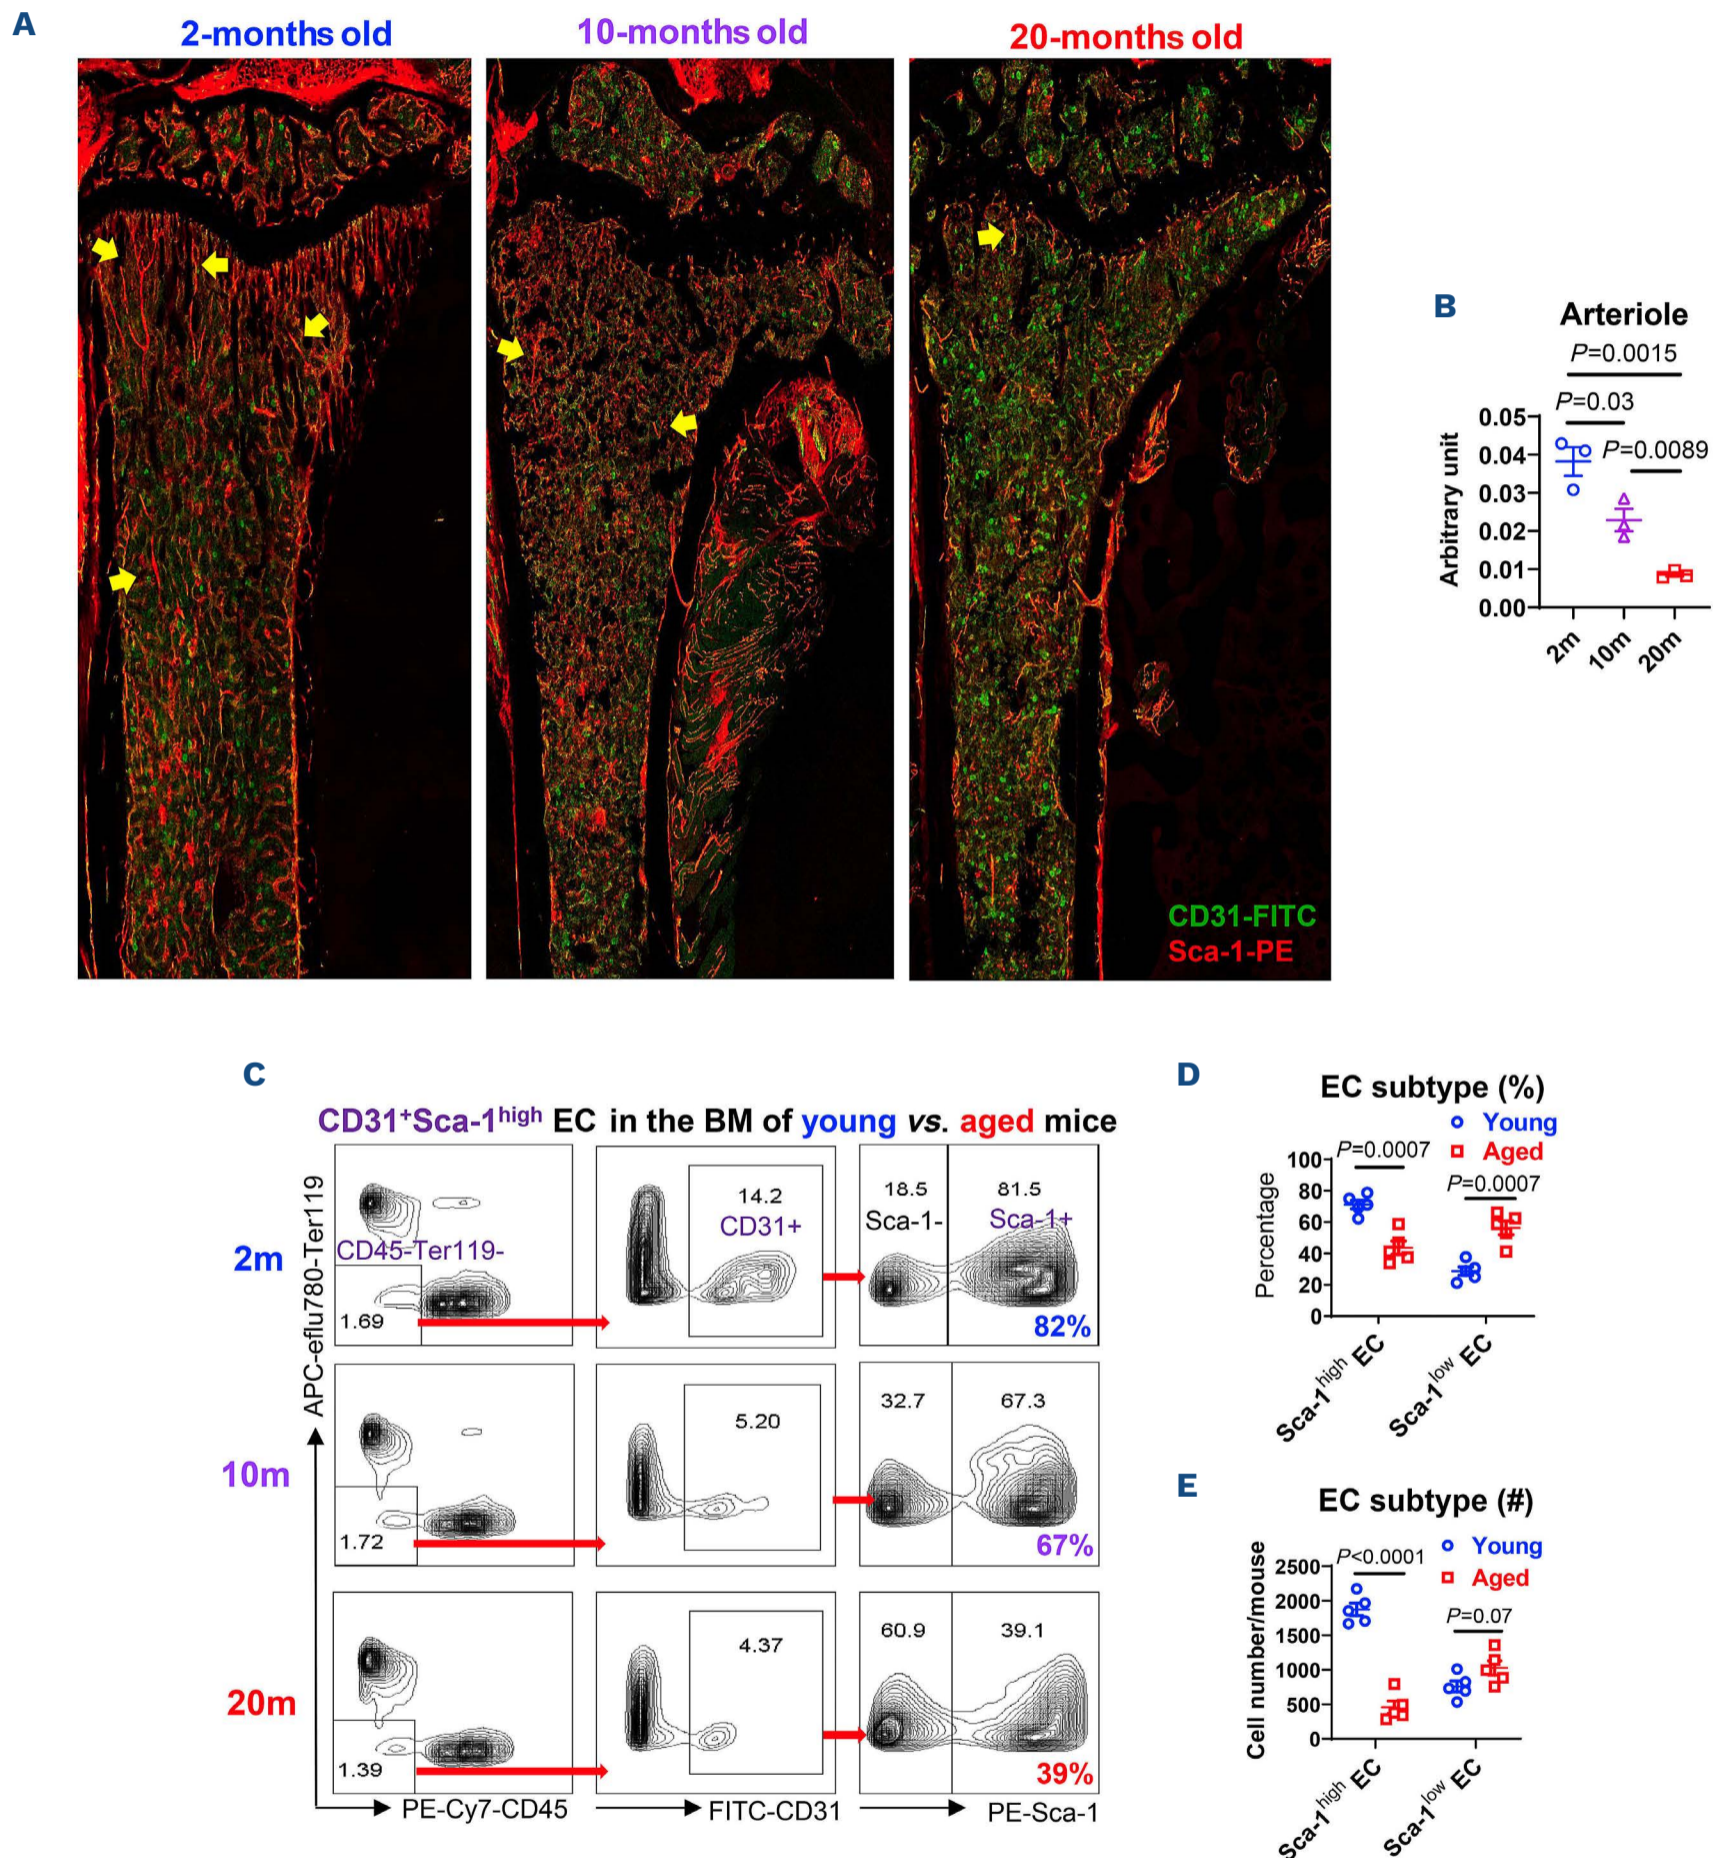 A
2-months old
10-months old
20-months old
CD31-FITC
Sca-1-PE
B
Arteriole
P=0.0015
P=0.03
P=0.0089
Arbitrary unit
0.05
0.04
0.03
0.02
0.01
0.00
2m
10m
20m
C
CD31+Sca-1high EC in the BM of young vs. aged mice
APC-eflu780-Ter119
2m
CD45-Ter119-
1.69
14.2
CD31+
18.5
Sca-1-
81.5
Sca-1+
82%
10m
1.72
5.20
32.7
67.3
67%
20m
1.39
4.37
60.9
39.1
39%
PE-Cy7-CD45
FITC-CD31
PE-Sca-1
D
EC subtype (%)
Young
Aged
P=0.0007
P=0.0007
Percentage
100
80
60
40
20
0
Sca-1high EC
Sca-1low EC
E
EC subtype (#)
Young
Aged
P<0.0001
P=0.07
Cell number/mouse
2500
2000
1500
1000
500
0
Sca-1high EC
Sca-1low EC